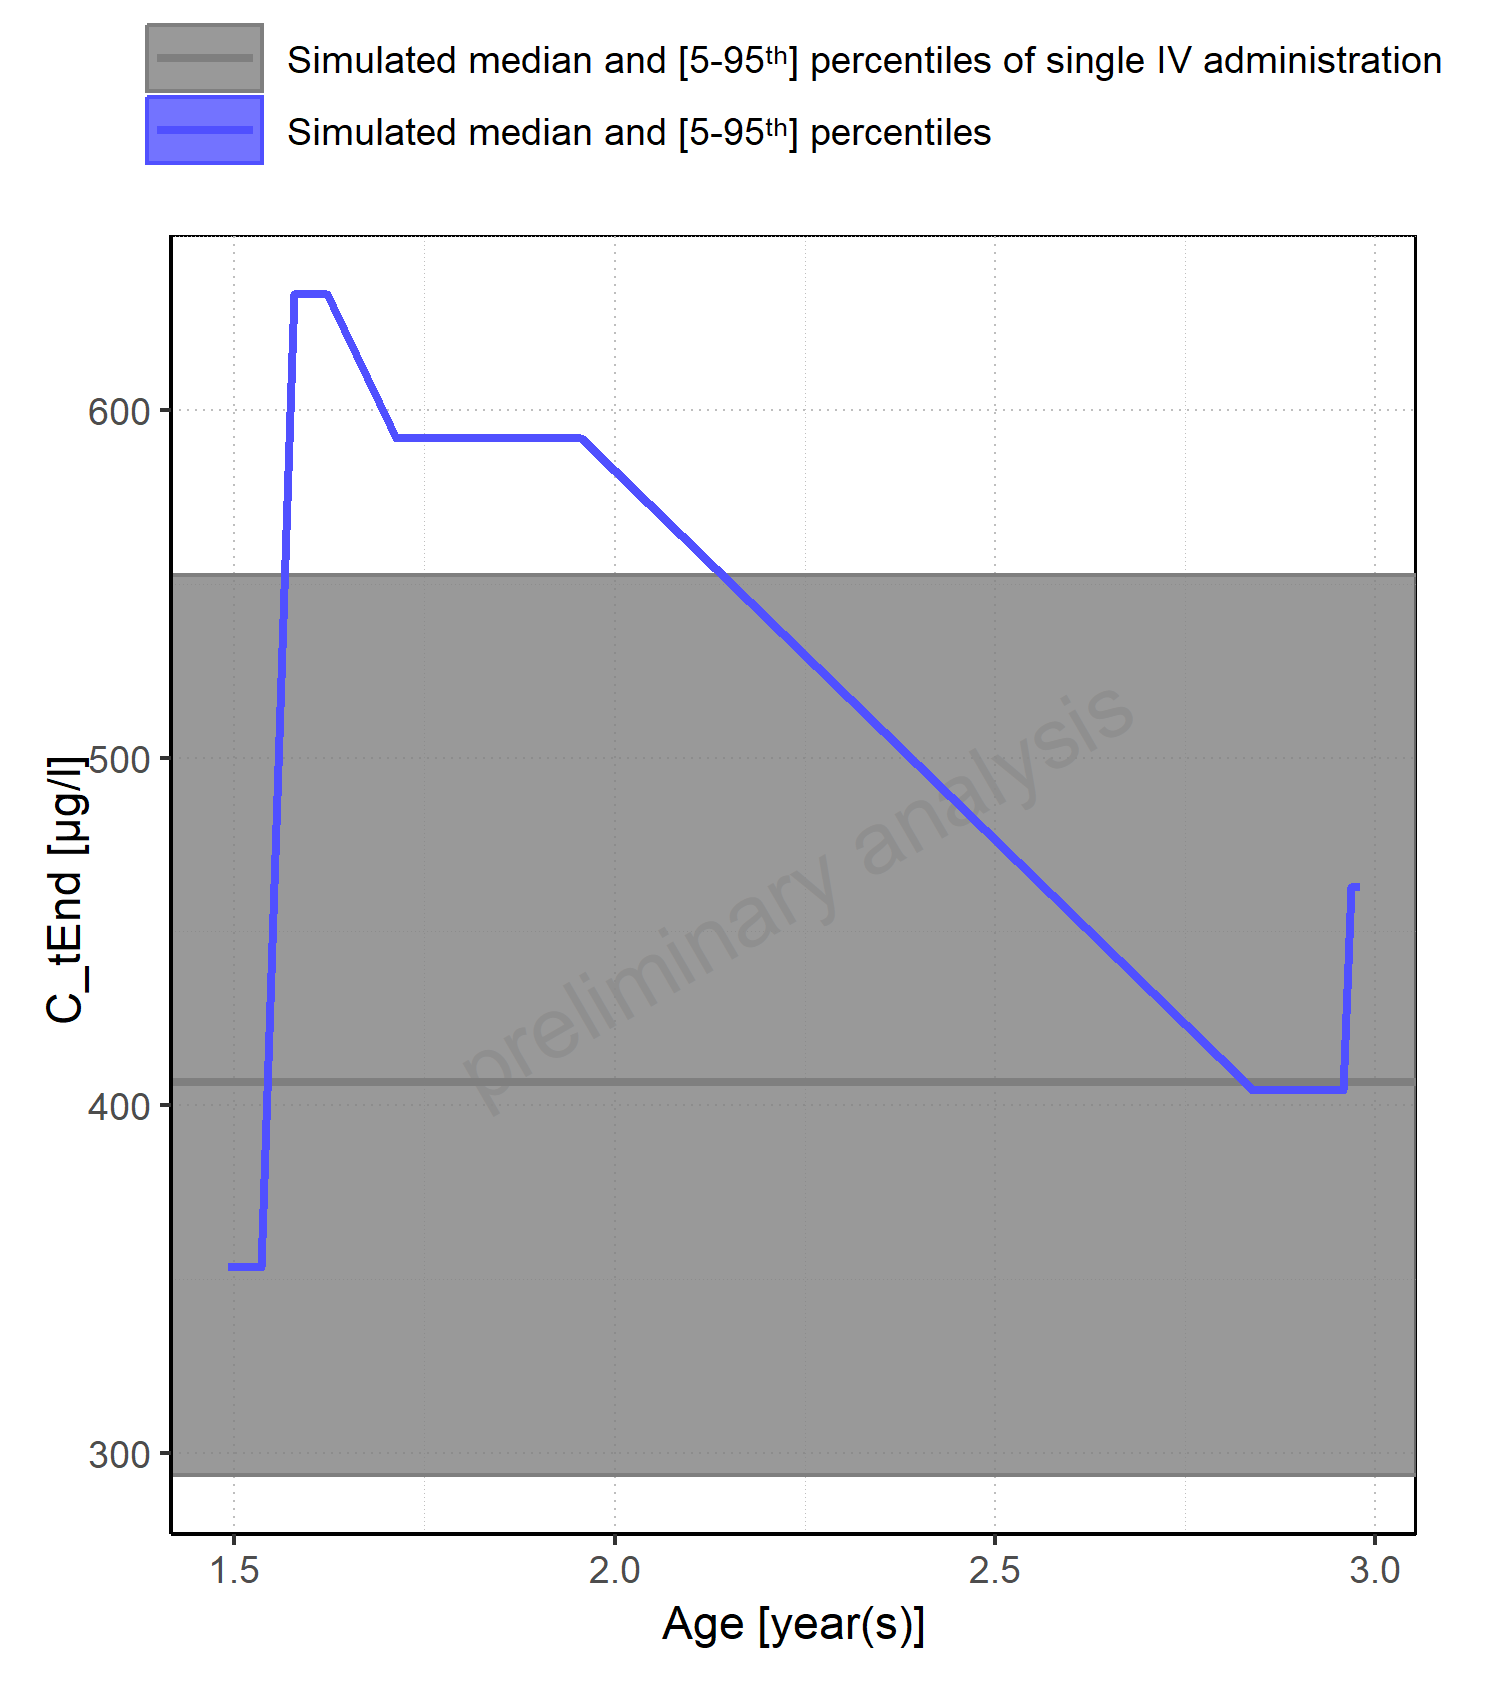 Simulated median and [5-95ᵗʰ] percentiles of single IV administration
Simulated median and [5-95ᵗʰ] percentiles
600
500
400
300
C_tEnd [µg/l]
preliminary analysis
1.5 2.0 2.5 3.0
Age [year(s)]